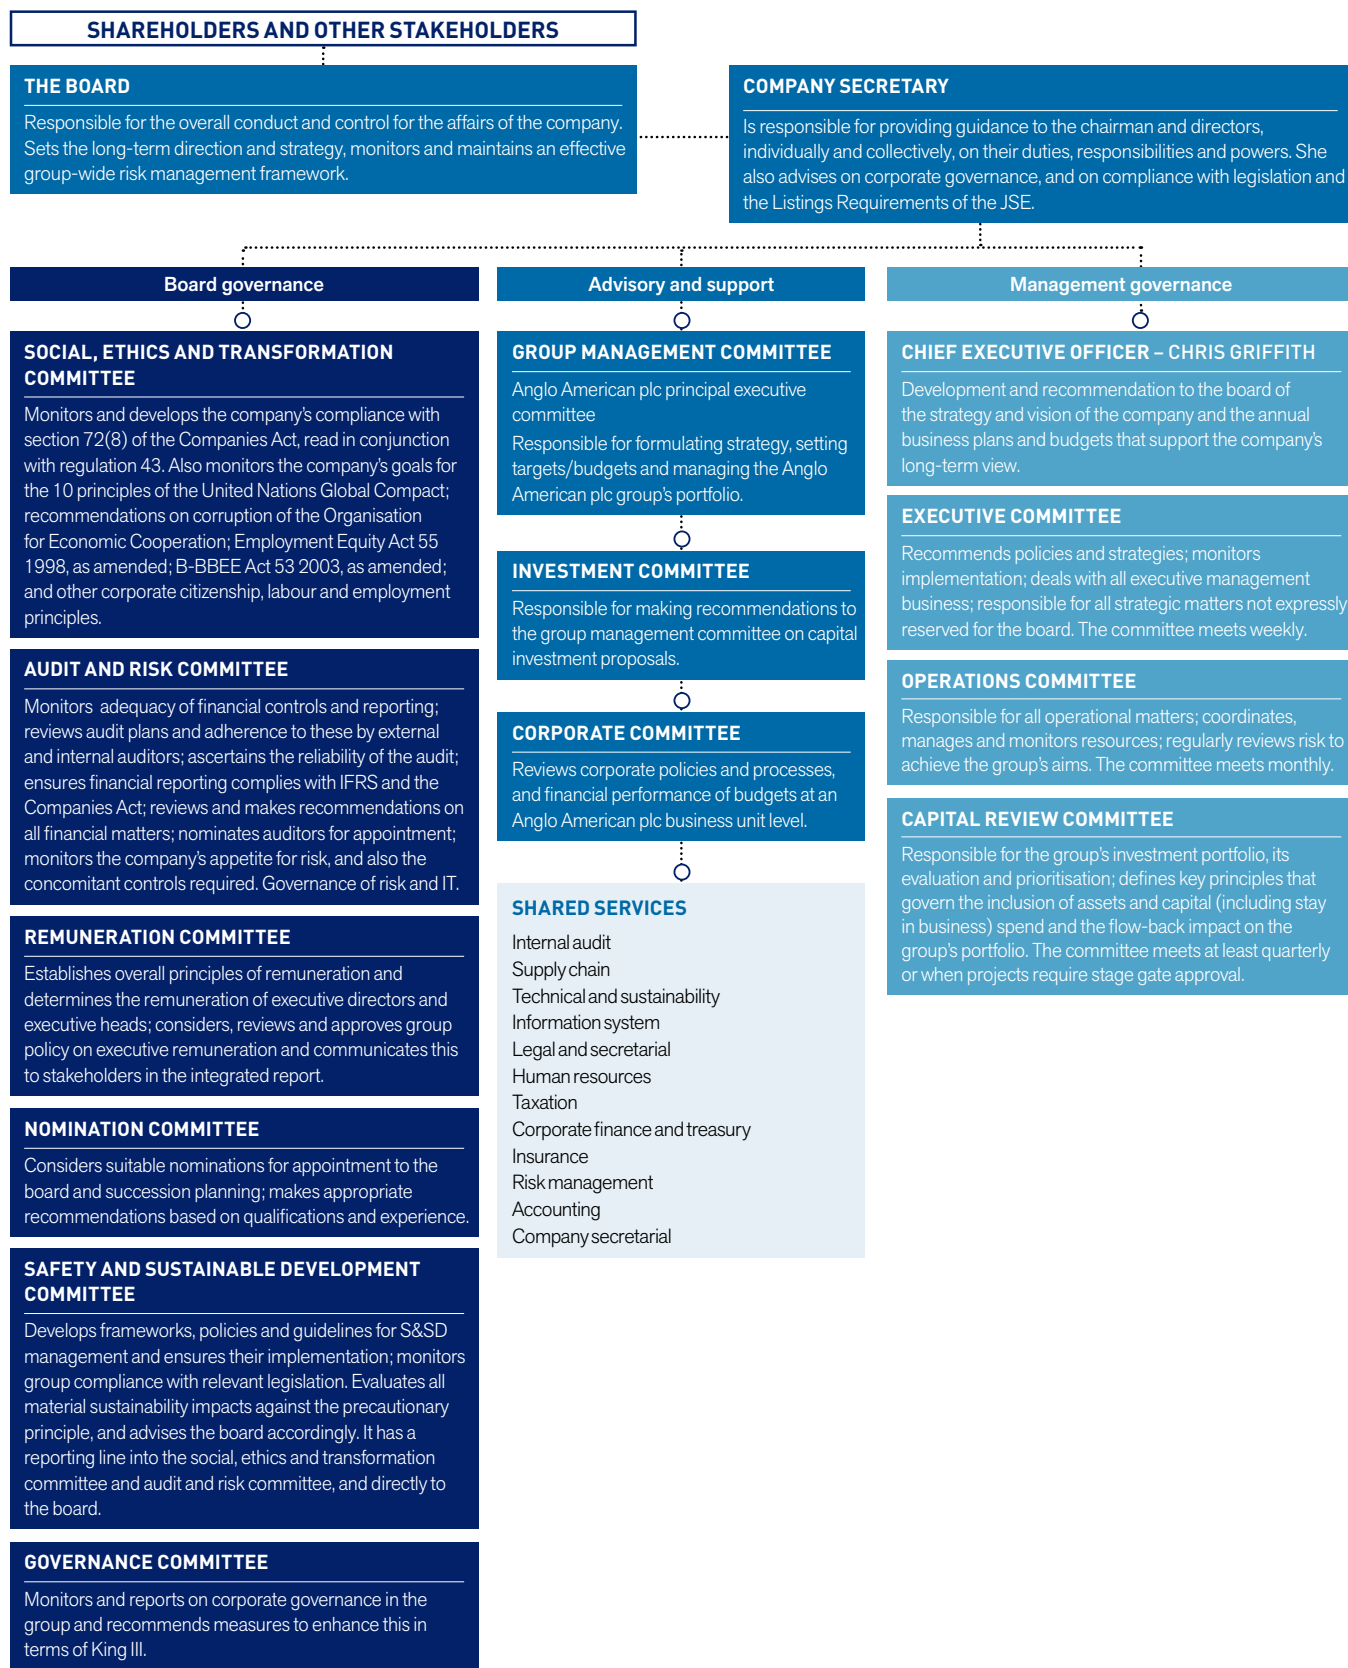 SHAREHOLDERS AND OTHER STAKEHOLDERS
THE BOARD
Responsible for the overall conduct and control for the affairs of the company.
Sets the long-term direction and strategy, monitors and maintains an effective
group-wide risk management framework.
COMPANY SECRETARY
Is responsible for providing guidance to the chairman and directors,
individually and collectively, on their duties, responsibilities and powers. She
also advises on corporate governance, and on compliance with legislation and
the Listings Requirements of the JSE.
Board governance
SOCIAL, ETHICS AND TRANSFORMATION
COMMITTEE
Monitors and develops the company's compliance with
section 72(8) of the Companies Act, read in conjunction
with regulation 43. Also monitors the company's goals for
the 10 principles of the United Nations Global Compact;
recommendations on corruption of the Organisation
for Economic Cooperation; Employment Equity Act 55
1998, as amended; B-BBEE Act 53 2003, as amended;
and other corporate citizenship, labour and employment
principles.
AUDIT AND RISK COMMITTEE
Monitors adequacy of financial controls and reporting;
reviews audit plans and adherence to these by external
and internal auditors; ascertains the reliability of the audit;
ensures financial reporting complies with IFRS and the
Companies Act; reviews and makes recommendations on
all financial matters; nominates auditors for appointment;
monitors the company's appetite for risk, and also the
concomitant controls required. Governance of risk and IT.
REMUNERATION COMMITTEE
Establishes overall principles of remuneration and
determines the remuneration of executive directors and
executive heads; considers, reviews and approves group
policy on executive remuneration and communicates this
to stakeholders in the integrated report.
NOMINATION COMMITTEE
Considers suitable nominations for appointment to the
board and succession planning; makes appropriate
recommendations based on qualifications and experience.
SAFETY AND SUSTAINABLE DEVELOPMENT
COMMITTEE
Develops frameworks, policies and guidelines for S&SD
management and ensures their implementation; monitors
group compliance with relevant legislation. Evaluates all
material sustainability impacts against the precautionary
principle, and advises the board accordingly. It has a
reporting line into the social, ethics and transformation
committee and audit and risk committee, and directly to
the board.
GOVERNANCE COMMITTEE
Monitors and reports on corporate governance in the
group and recommends measures to enhance this in
terms of King III.
Advisory and support
GROUP MANAGEMENT COMMITTEE
Anglo American plc principal executive
committee
Responsible for formulating strategy, setting
targets/budgets and managing the Anglo
American plc group's portfolio.
INVESTMENT COMMITTEE
Responsible for making recommendations to
the group management committee on capital
investment proposals.
CORPORATE COMMITTEE
Reviews corporate policies and processes,
and financial performance of budgets at an
Anglo American plc business unit level.
SHARED SERVICES
Internal audit
Supply chain
Technical and sustainability
Information system
Legal and secretarial
Human resources
Taxation
Corporate finance and treasury
Insurance
Risk management
Accounting
Company secretarial
Management governance
CHIEF EXECUTIVE OFFICER – CHRIS GRIFFITH
Development and recommendation to the board of
the strategy and vision of the company and the annual
business plans and budgets that support the company's
long-term view.
EXECUTIVE COMMITTEE
Recommends policies and strategies; monitors
implementation; deals with all executive management
business; responsible for all strategic matters not expressly
reserved for the board. The committee meets weekly.
OPERATIONS COMMITTEE
Responsible for all operational matters; coordinates,
manages and monitors resources; regularly reviews risk to
achieve the group's aims. The committee meets monthly.
CAPITAL REVIEW COMMITTEE
Responsible for the group's investment portfolio, its
evaluation and prioritisation; defines key principles that
govern the inclusion of assets and capital (including stay
in business) spend and the flow-back impact on the
group's portfolio. The committee meets at least quarterly
or when projects require stage gate approval.